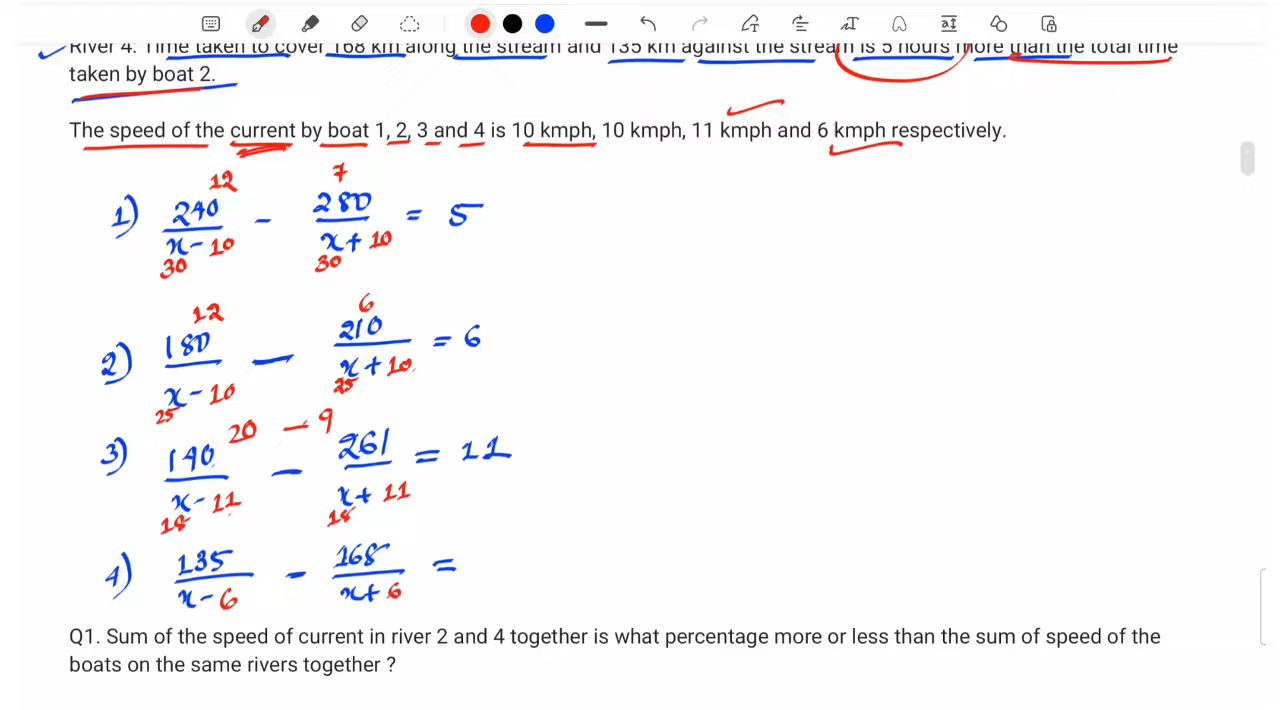 River 4. Time taken to cover 168 km along the stream and 135 km against the stream is 5 hours more than the total time
taken by boat 2.
The speed of the current by boat 1, 2, 3 and 4 is 10 kmph, 10 kmph, 11 kmph and 6 kmph respectively.
12 7
1) 240/x-10 - 280/x+10 = 5
30 30
12 6
2) 180/x-10 - 210/x+10 = 6
25 25
20 - 9
3) 140/x-11 - 261/x+11 = 11
18 18
4) 135/x-6 - 168/x+6 =
Q1. Sum of the speed of current in river 2 and 4 together is what percentage more or less than the sum of speed of the
boats on the same rivers together ?